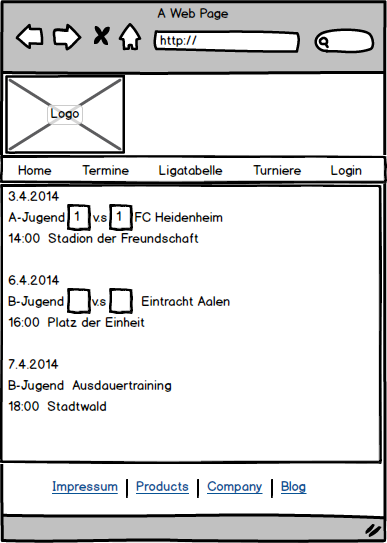 A Web Page
http://
Logo
Home Termine Ligatabelle Turniere Login
3.4.2014
A-Jugend 1 v.s 1 FC Heidenheim
14:00 Stadion der Freundschaft
6.4.2014
B-Jugend v.s Eintracht Aalen
16:00 Platz der Einheit
7.4.2014
B-Jugend Ausdauertraining
18:00 Stadtwald
Impressum | Products | Company | Blog